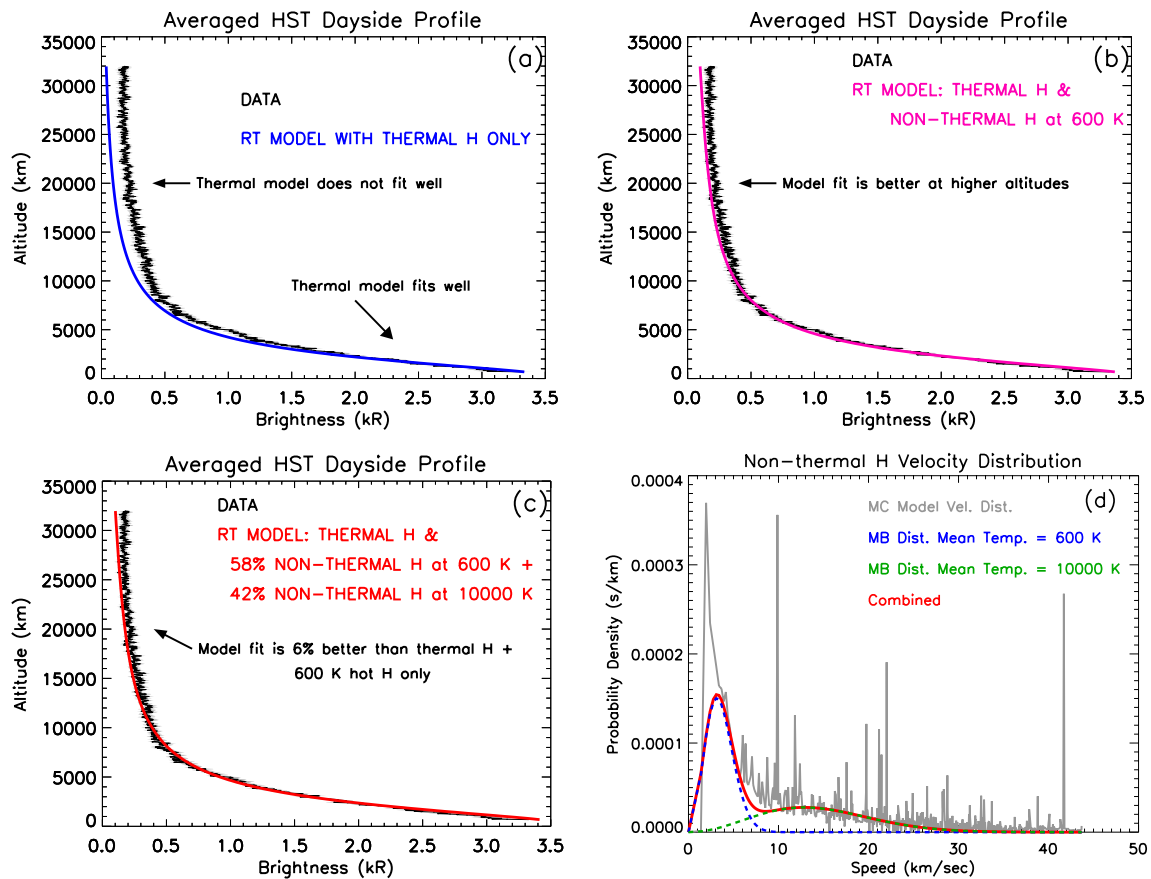 Averaged HST Dayside Profile
(a)
DATA
RT MODEL WITH THERMAL H ONLY
Thermal model does not fit well
Thermal model fits well
Altitude (km)
35000
30000
25000
20000
15000
10000
5000
0
0.0 0.5 1.0 1.5 2.0 2.5 3.0 3.5
Brightness (kR)
Averaged HST Dayside Profile
(b)
DATA
RT MODEL: THERMAL H &
NON-THERMAL H at 600 K
Model fit is better at higher altitudes
Altitude (km)
35000
30000
25000
20000
15000
10000
5000
0
0.0 0.5 1.0 1.5 2.0 2.5 3.0 3.5
Brightness (kR)
Averaged HST Dayside Profile
(c)
DATA
RT MODEL: THERMAL H &
58% NON-THERMAL H at 600 K +
42% NON-THERMAL H at 10000 K
Model fit is 6% better than thermal H +
600 K hot H only
Altitude (km)
35000
30000
25000
20000
15000
10000
5000
0
0.0 0.5 1.0 1.5 2.0 2.5 3.0 3.5
Brightness (kR)
Non-thermal H Velocity Distribution
(d)
MC Model Vel. Dist.
MB Dist. Mean Temp. = 600 K
MB Dist. Mean Temp. = 10000 K
Combined
Probability Density (s/km)
0.0004
0.0003
0.0002
0.0001
0.0000
0 10 20 30 40 50
Speed (km/sec)